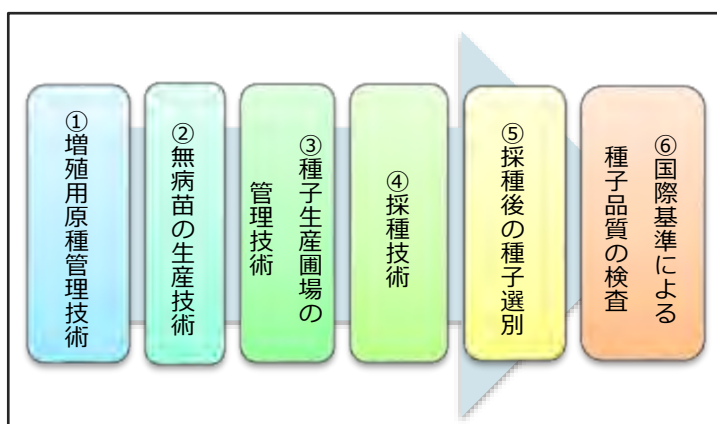 ①増殖用原種管理技術
②無病苗の生産技術
③種子生産圃場の
管理技術
④採種技術
⑤採種後の種子選別
⑥国際基準による
種子品質の検査